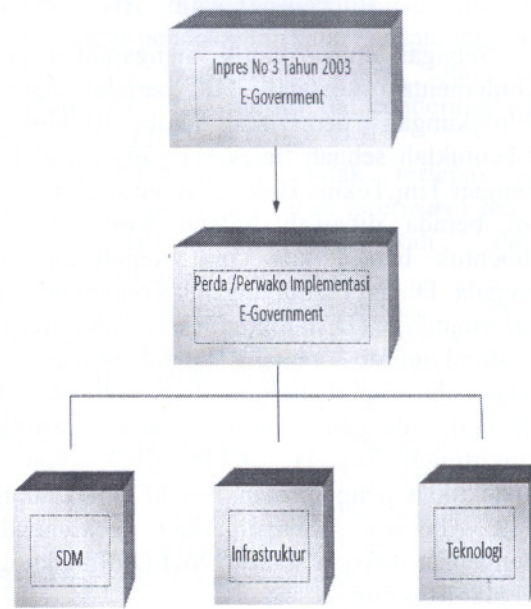 Inpres No 3 Tahun 2003
E-Government
Perda /Perwako Implementasi
E-Government
SDM
Infrastruktur
Teknologi